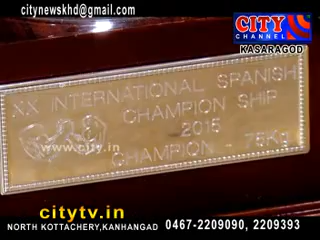 citynewskhd@gmail.com
CITY
CHANNEL
KASARAGOD
XX INTERNATIONAL SPANISH
CHAMPION SHIP
2015
CHAMPION - 75Kg
www.city.in
citytv.in
NORTH KOTTACHERY,KANHANGAD 0467-2209090, 2209393